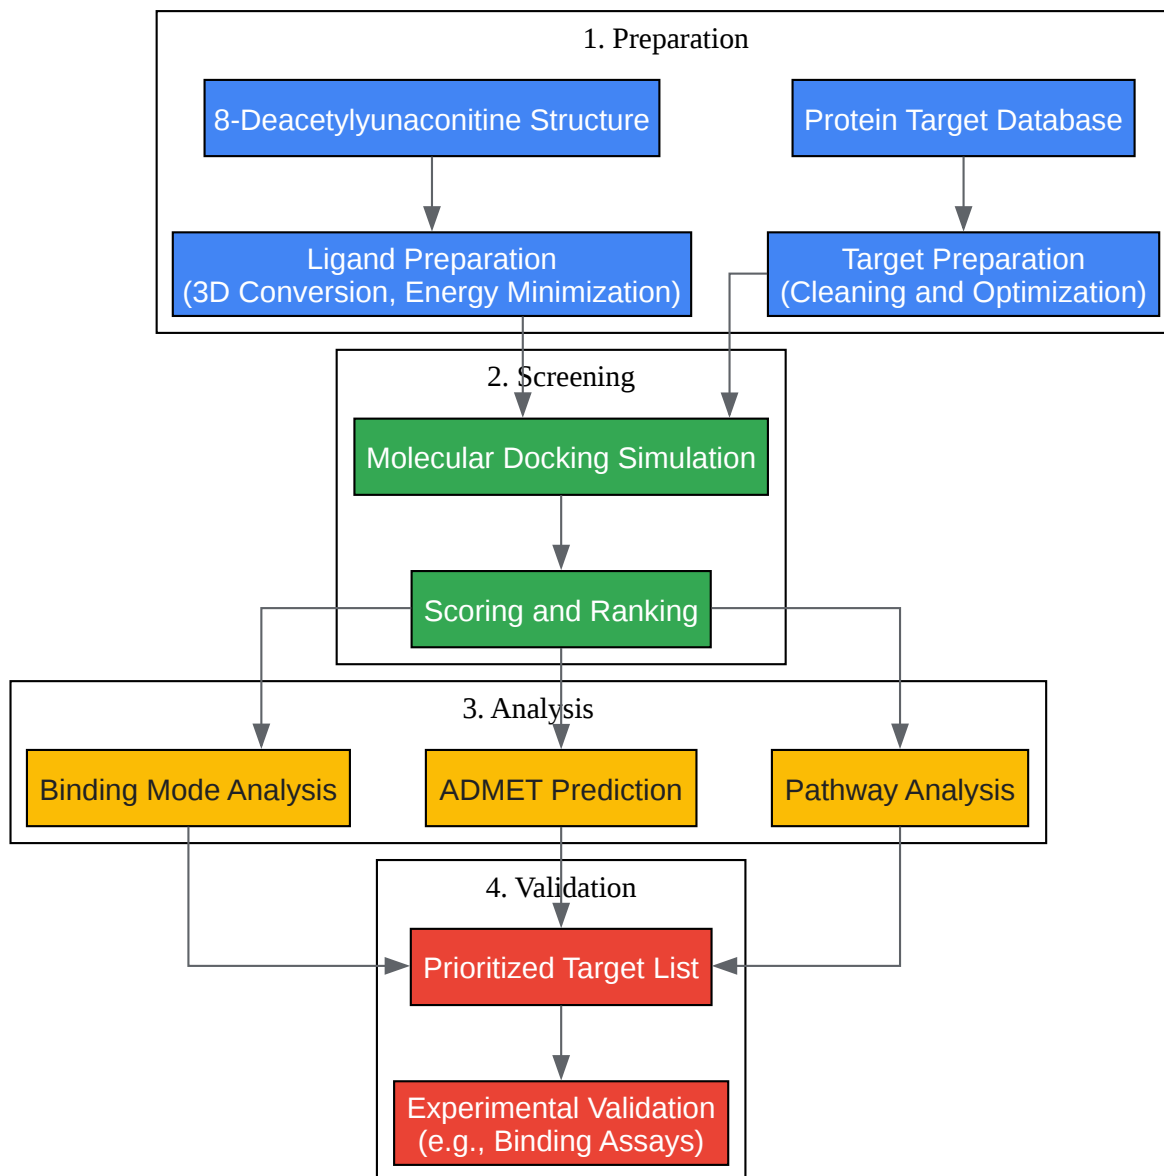 1. Preparation
8-Deacetylyunaconitine Structure
Protein Target Database
Ligand Preparation
(3D Conversion, Energy Minimization)
Target Preparation
(Cleaning and Optimization)
2. Screening
Molecular Docking Simulation
Scoring and Ranking
3. Analysis
Binding Mode Analysis
ADMET Prediction
Pathway Analysis
4. Validation
Prioritized Target List
Experimental Validation
(e.g., Binding Assays)